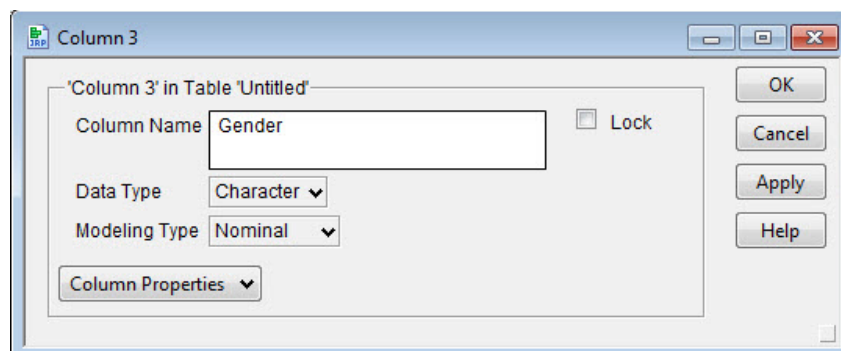 Column 3
'Column 3' in Table 'Untitled'
Column Name Gender
Lock
Data Type Character
Modeling Type Nominal
Column Properties
OK
Cancel
Apply
Help